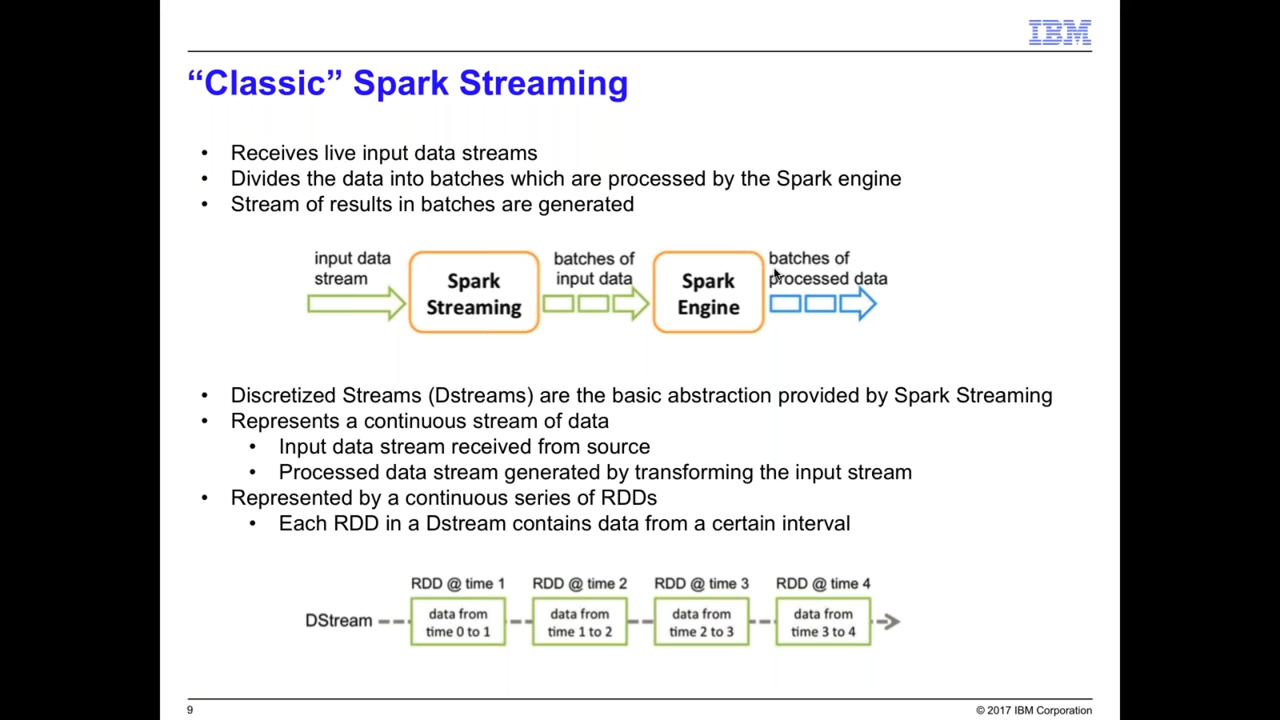 IBM
“Classic” Spark Streaming
• Receives live input data streams
• Divides the data into batches which are processed by the Spark engine
• Stream of results in batches are generated
input data
stream
Spark
Streaming
batches of
input data
Spark
Engine
batches of
processed data
• Discretized Streams (Dstreams) are the basic abstraction provided by Spark Streaming
• Represents a continuous stream of data
• Input data stream received from source
• Processed data stream generated by transforming the input stream
• Represented by a continuous series of RDDs
• Each RDD in a Dstream contains data from a certain interval
RDD @ time 1
RDD @ time 2
RDD @ time 3
RDD @ time 4
DStream
data from
time 0 to 1
data from
time 1 to 2
data from
time 2 to 3
data from
time 3 to 4
9
© 2017 IBM Corporation